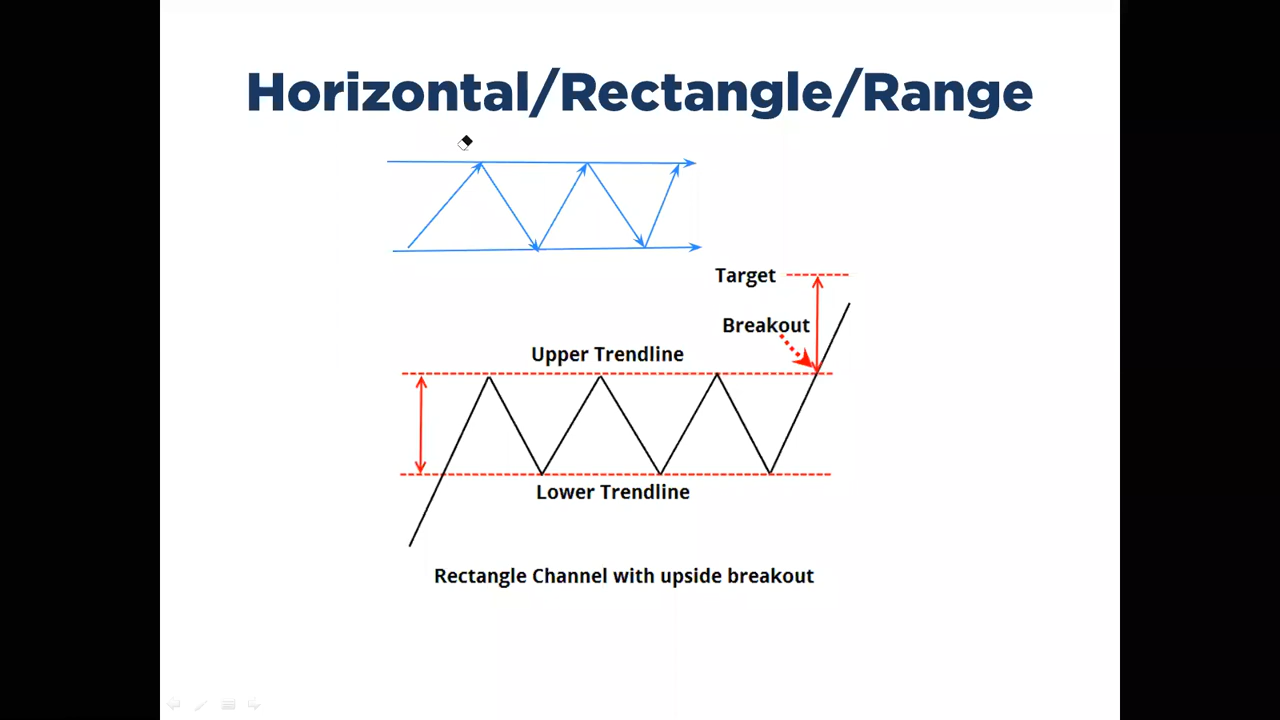 Horizontal/Rectangle/Range
Target
Breakout
Upper Trendline
Lower Trendline
Rectangle Channel with upside breakout